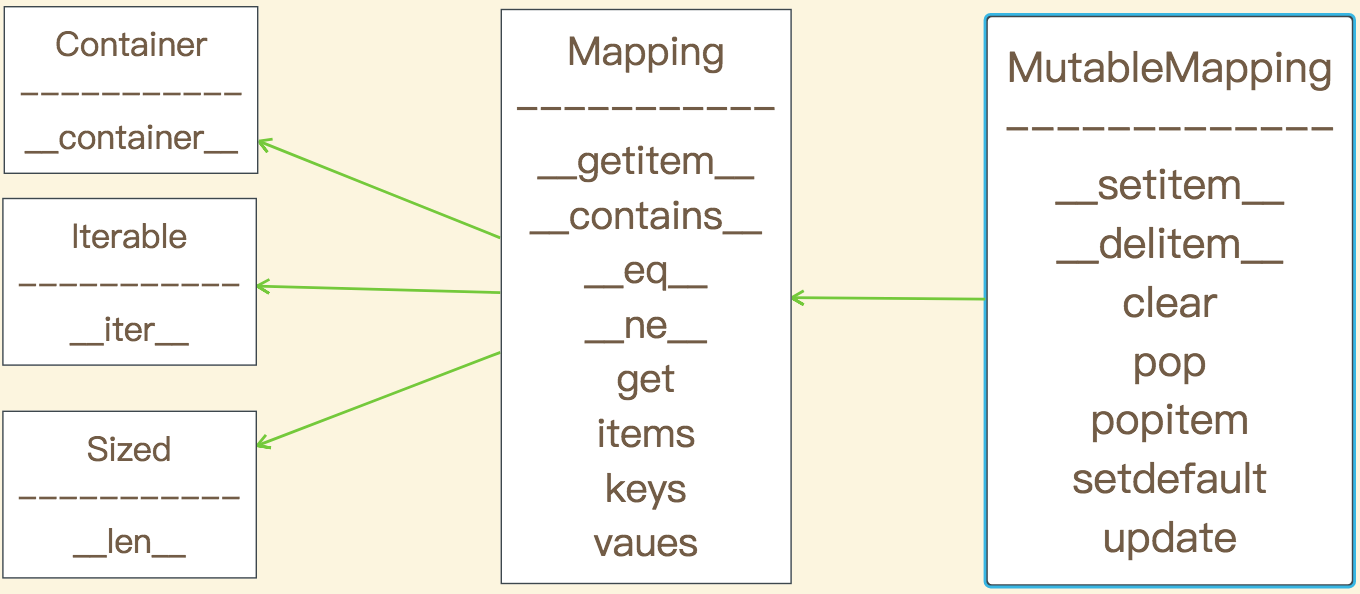 Container
-----------
__container__
Iterable
-----------
__iter__
Sized
-----------
__len__
Mapping
-----------
__getitem__
__contains__
__eq__
__ne__
get
items
keys
vaues
MutableMapping
-------------
__setitem__
__delitem__
clear
pop
popitem
setdefault
update